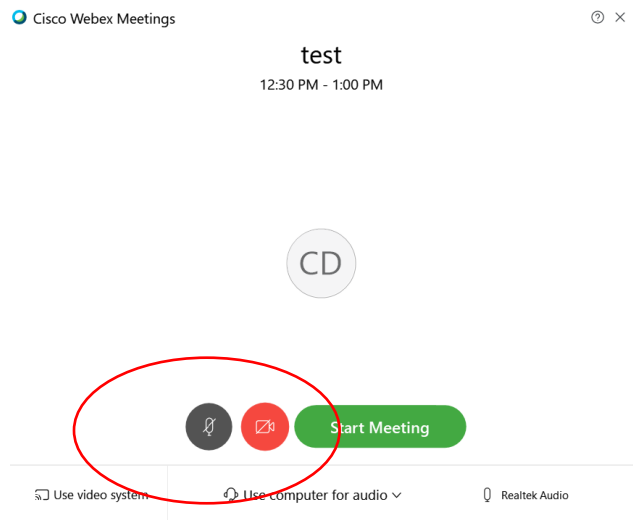 Cisco Webex Meetings
test
12:30 PM - 1:00 PM
CD
Start Meeting
Use video system
Use computer for audio
Realtek Audio